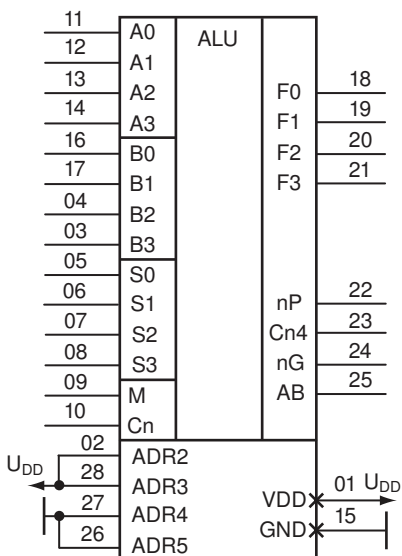 11 A0 ALU
12 A1
13 A2 F0 18
14 A3 F1 19
16 B0 F2 20
17 B1 F3 21
04 B2
03 B3
05 S0
06 S1 nP 22
07 S2 Cn4 23
08 S3 nG 24
09 M AB 25
10 Cn
02 ADR2
UDD 28 ADR3
27 ADR4 VDD 01 UDD
26 ADR5 GND 15